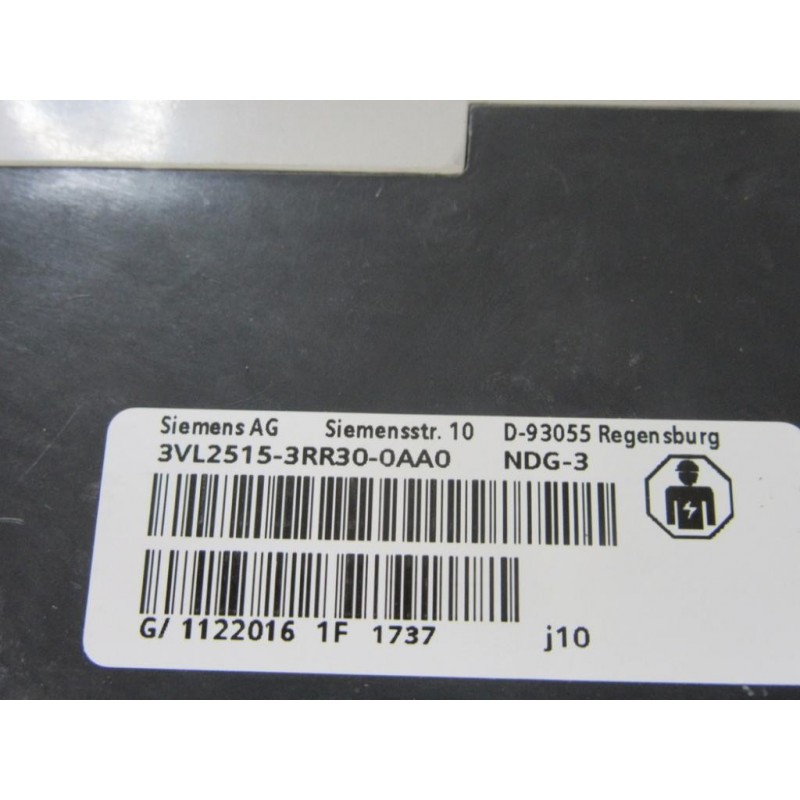 Siemens AG Siemensstr. 10 D-93055 Regensburg
3VL2515-3RR30-0AA0 NDG-3
G/ 1122016 1F 1737 j10